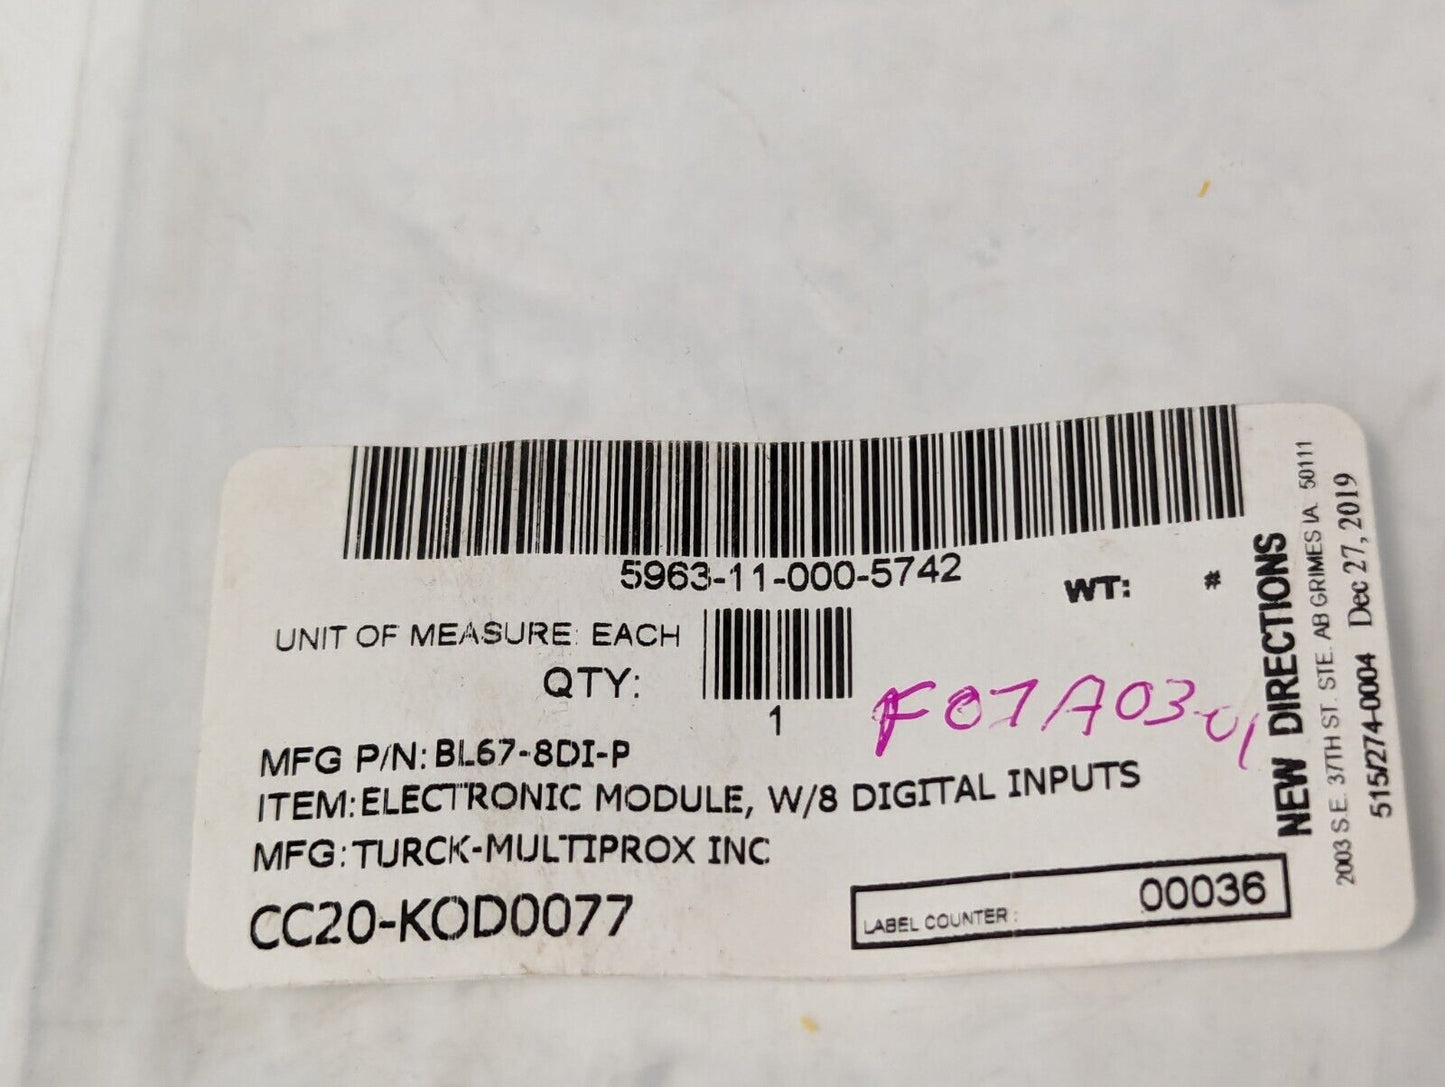 5963-11-000-5742
WT: #
UNIT OF MEASURE: EACH
QTY:
1
F07A03-01
MFG P/N: BL67-8DI-P
ITEM: ELECTRONIC MODULE, W/8 DIGITAL INPUTS
MFG: TURCK-MULTIPROX INC
CC20-KOD0077
LABEL COUNTER: 00036
NEW DIRECTIONS
2003 S.E. 37TH ST. STE. AB GRIMES IA 50111
515/274-0004 Dec 27, 2019